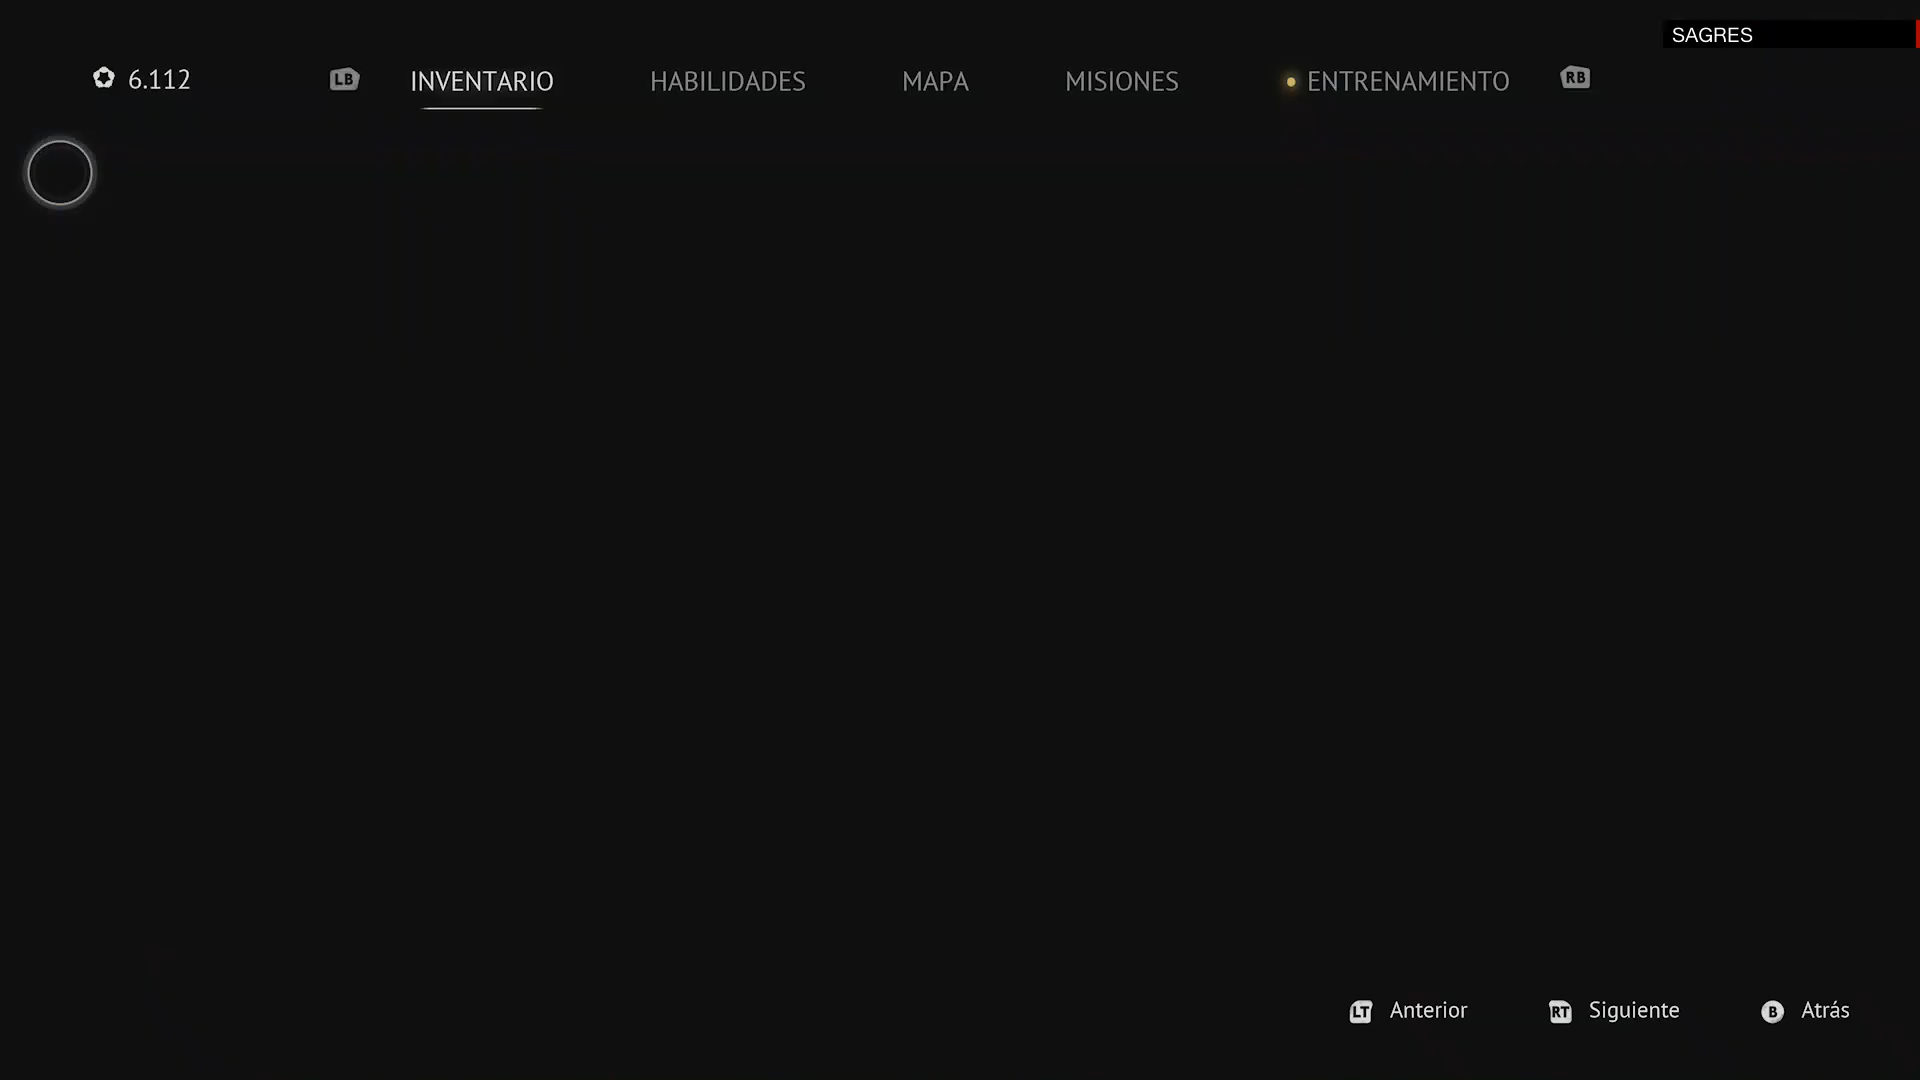 SAGRES
6.112 LB INVENTARIO HABILIDADES MAPA MISIONES ENTRENAMIENTO RB
LT Anterior RT Siguiente B Atrás